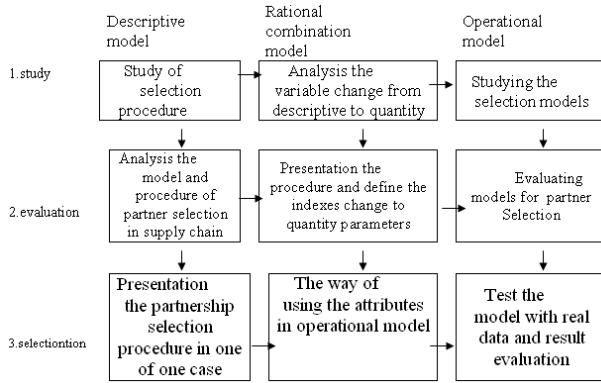 Descriptive
model
Rational
combination
model
Operational
model
1.study
Study of
selection
procedure
Analysis the
variable change from
descriptive to quantity
Studying the
selection models
2.evaluation
Analysis the
model and
procedure of
partner selection
in supply chain
Presentation the
procedure and define the
indexes change to
quantity parameters
Evaluating
models for partner
Selection
3.selectiontion
Presentation
the partnership
selection
procedure in one
of one case
The way of
using the attributes
in operational model
Test the
model with real
data and result
evaluation